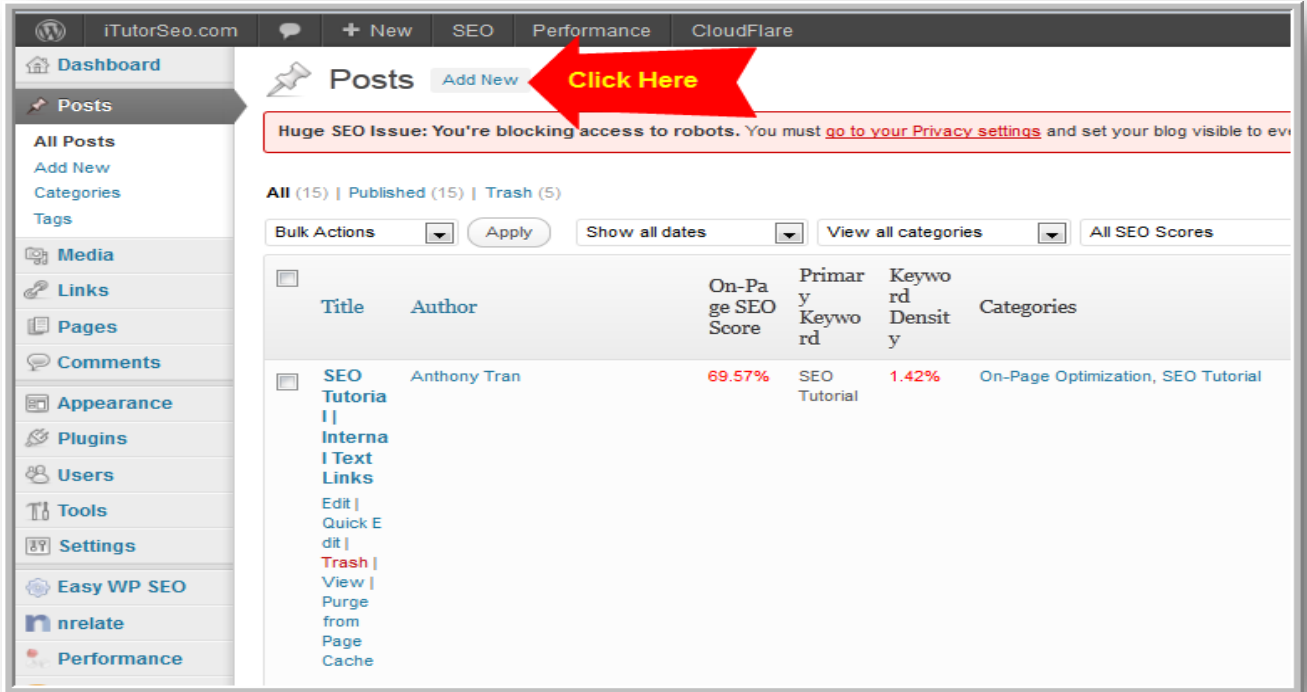 iTutorSeo.com + New SEO Performance CloudFlare
Dashboard
Posts
All Posts
Add New
Categories
Tags
Media
Links
Pages
Comments
Appearance
Plugins
Users
Tools
Settings
Easy WP SEO
nrelate
Performance
Posts Add New Click Here
Huge SEO Issue: You're blocking access to robots. You must go to your Privacy settings and set your blog visible to
All (15) | Published (15) | Trash (5)
Bulk Actions Apply Show all dates View all categories All SEO Scores
Title Author
On-Pa
ge SEO
Score
Primar
y
Keywo
rd
Keywo
rd
Densit
y
Categories
SEO
Tutoria
l |
Interna
l Text
Links
Edit |
Quick E
dit |
Trash |
View |
Purge
from
Page
Cache
Anthony Tran
69.57%
SEO
Tutorial
1.42%
On-Page Optimization, SEO Tutorial